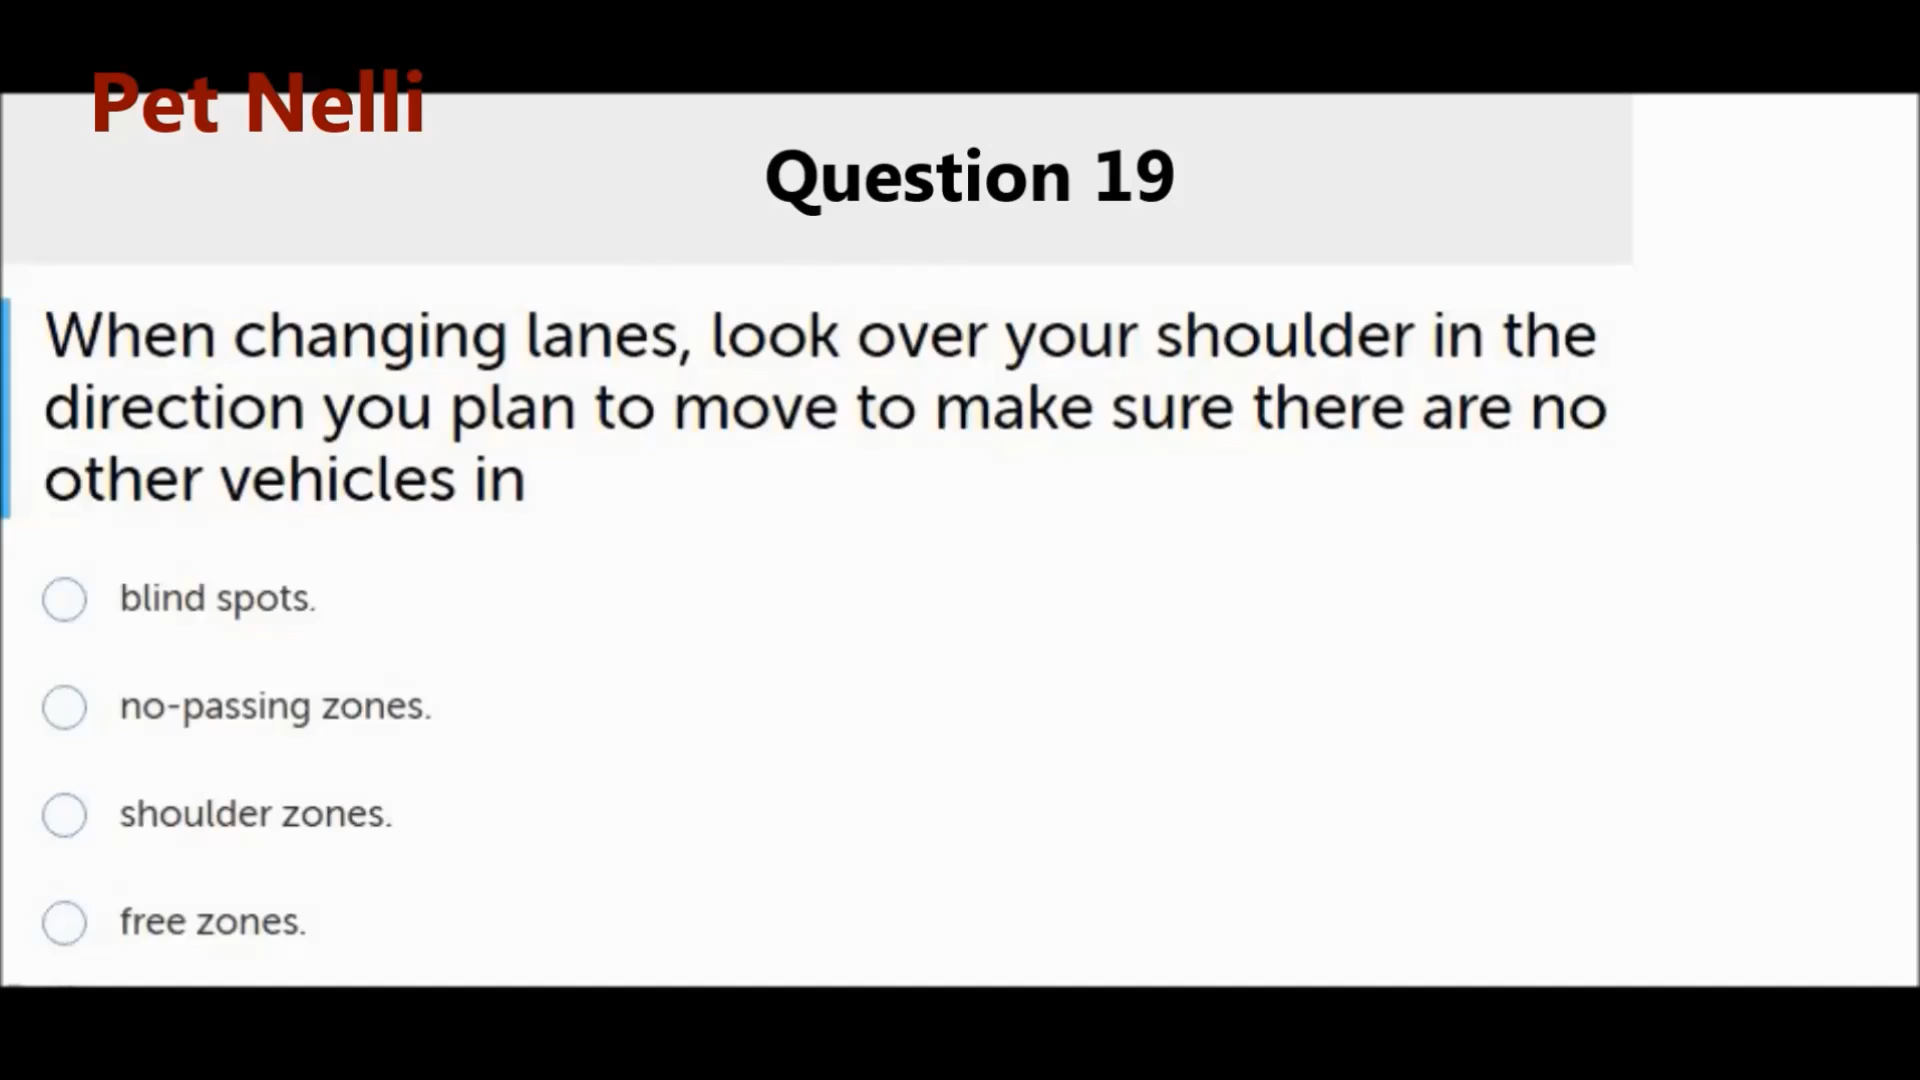 Pet Nelli
Question 19
When changing lanes, look over your shoulder in the
direction you plan to move to make sure there are no
other vehicles in
blind spots.
no-passing zones.
shoulder zones.
free zones.